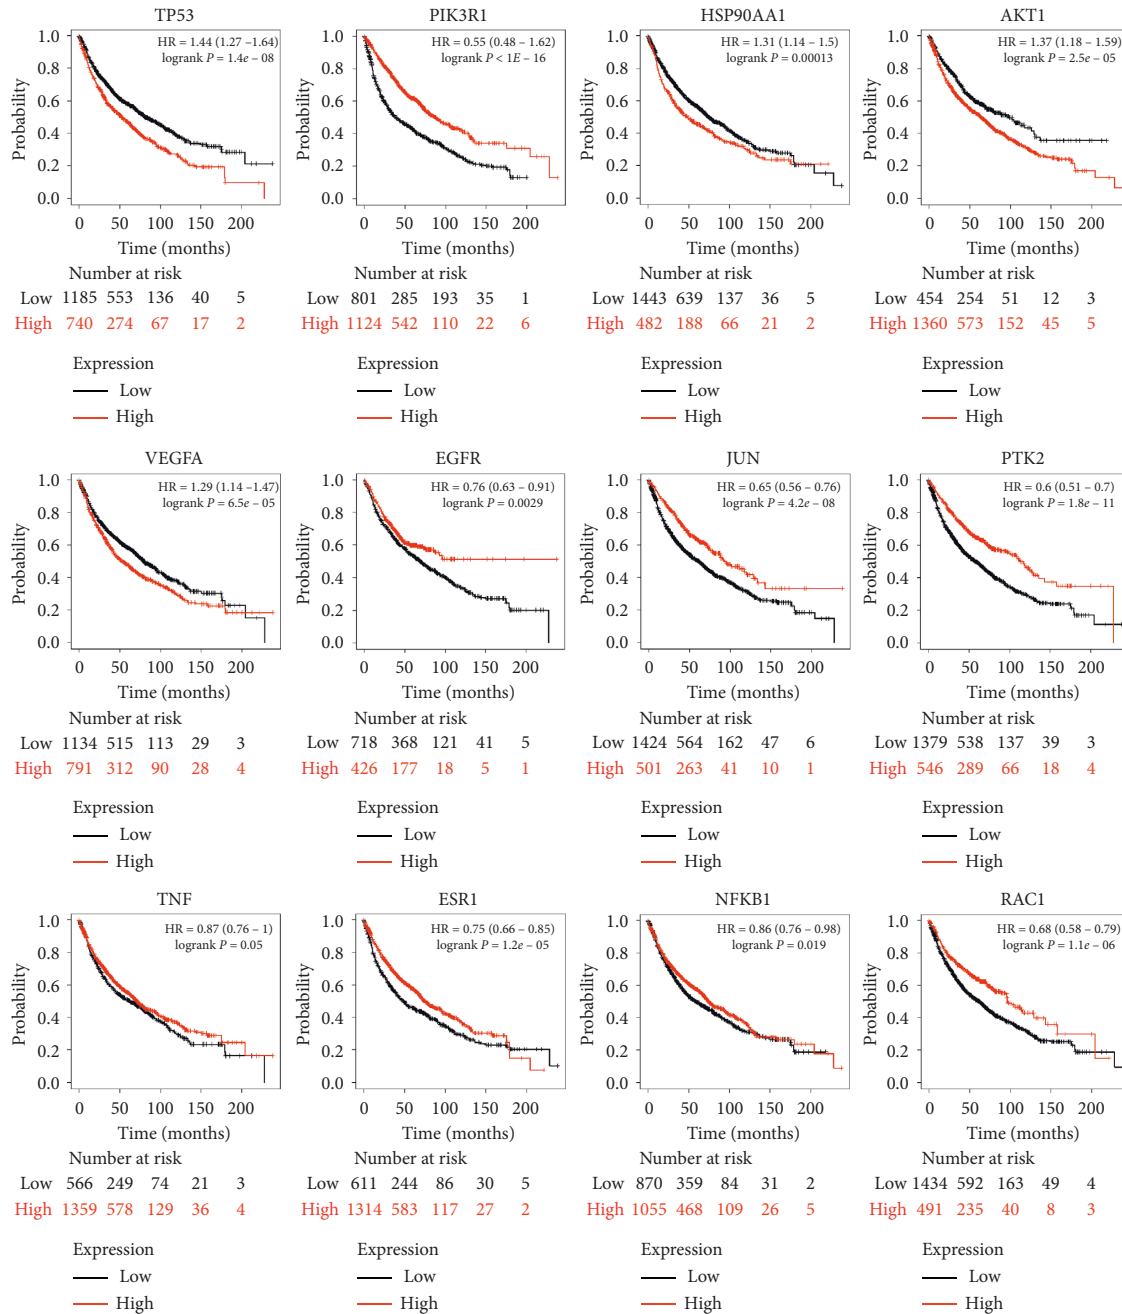 TP53
HR = 1.44 (1.27 –1.64)
logrank P = 1.4e – 08
Probability
1.0
0.8
0.6
0.4
0.2
0.0
0 50 100 150 200
Time (months)
Number at risk
Low 1185 553 136 40 5
High 740 274 67 17 2
Expression
Low
High
PIK3R1
HR = 0.55 (0.48 – 1.62)
logrank P < 1E – 16
Probability
1.0
0.8
0.6
0.4
0.2
0.0
0 50 100 150 200
Time (months)
Number at risk
Low 801 285 193 35 1
High 1124 542 110 22 6
Expression
Low
High
HSP90AA1
HR = 1.31 (1.14 – 1.5)
logrank P = 0.00013
Probability
1.0
0.8
0.6
0.4
0.2
0.0
0 50 100 150 200
Time (months)
Number at risk
Low 1443 639 137 36 5
High 482 188 66 21 2
Expression
Low
High
AKT1
HR = 1.37 (1.18 – 1.59)
logrank P = 2.5e – 05
Probability
1.0
0.8
0.6
0.4
0.2
0.0
0 50 100 150 200
Time (months)
Number at risk
Low 454 254 51 12 3
High 1360 573 152 45 5
Expression
Low
High
VEGFA
HR = 1.29 (1.14 –1.47)
logrank P = 6.5e – 05
Probability
1.0
0.8
0.6
0.4
0.2
0.0
0 50 100 150 200
Time (months)
Number at risk
Low 1134 515 113 29 3
High 791 312 90 28 4
Expression
Low
High
EGFR
HR = 0.76 (0.63 – 0.91)
logrank P = 0.0029
Probability
1.0
0.8
0.6
0.4
0.2
0.0
0 50 100 150 200
Time (months)
Number at risk
Low 718 368 121 41 5
High 426 177 18 5 1
Expression
Low
High
JUN
HR = 0.65 (0.56 – 0.76)
logrank P = 4.2e – 08
Probability
1.0
0.8
0.6
0.4
0.2
0.0
0 50 100 150 200
Time (months)
Number at risk
Low 1424 564 162 47 6
High 501 263 41 10 1
Expression
Low
High
PTK2
HR = 0.6 (0.51 – 0.7)
logrank P = 1.8e – 11
Probability
1.0
0.8
0.6
0.4
0.2
0.0
0 50 100 150 200
Time (months)
Number at risk
Low 1379 538 137 39 3
High 546 289 66 18 4
Expression
Low
High
TNF
HR = 0.87 (0.76 – 1)
logrank P = 0.05
Probability
1.0
0.8
0.6
0.4
0.2
0.0
0 50 100 150 200
Time (months)
Number at risk
Low 566 249 74 21 3
High 1359 578 129 36 4
Expression
Low
High
ESR1
HR = 0.75 (0.66 – 0.85)
logrank P = 1.2e – 05
Probability
1.0
0.8
0.6
0.4
0.2
0.0
0 50 100 150 200
Time (months)
Number at risk
Low 611 244 86 30 5
High 1314 583 117 27 2
Expression
Low
High
NFKB1
HR = 0.86 (0.76 – 0.98)
logrank P = 0.019
Probability
1.0
0.8
0.6
0.4
0.2
0.0
0 50 100 150 200
Time (months)
Number at risk
Low 870 359 84 31 2
High 1055 468 109 26 5
Expression
Low
High
RAC1
HR = 0.68 (0.58 – 0.79)
logrank P = 1.1e – 06
Probability
1.0
0.8
0.6
0.4
0.2
0.0
0 50 100 150 200
Time (months)
Number at risk
Low 1434 592 163 49 4
High 491 235 40 8 3
Expression
Low
High